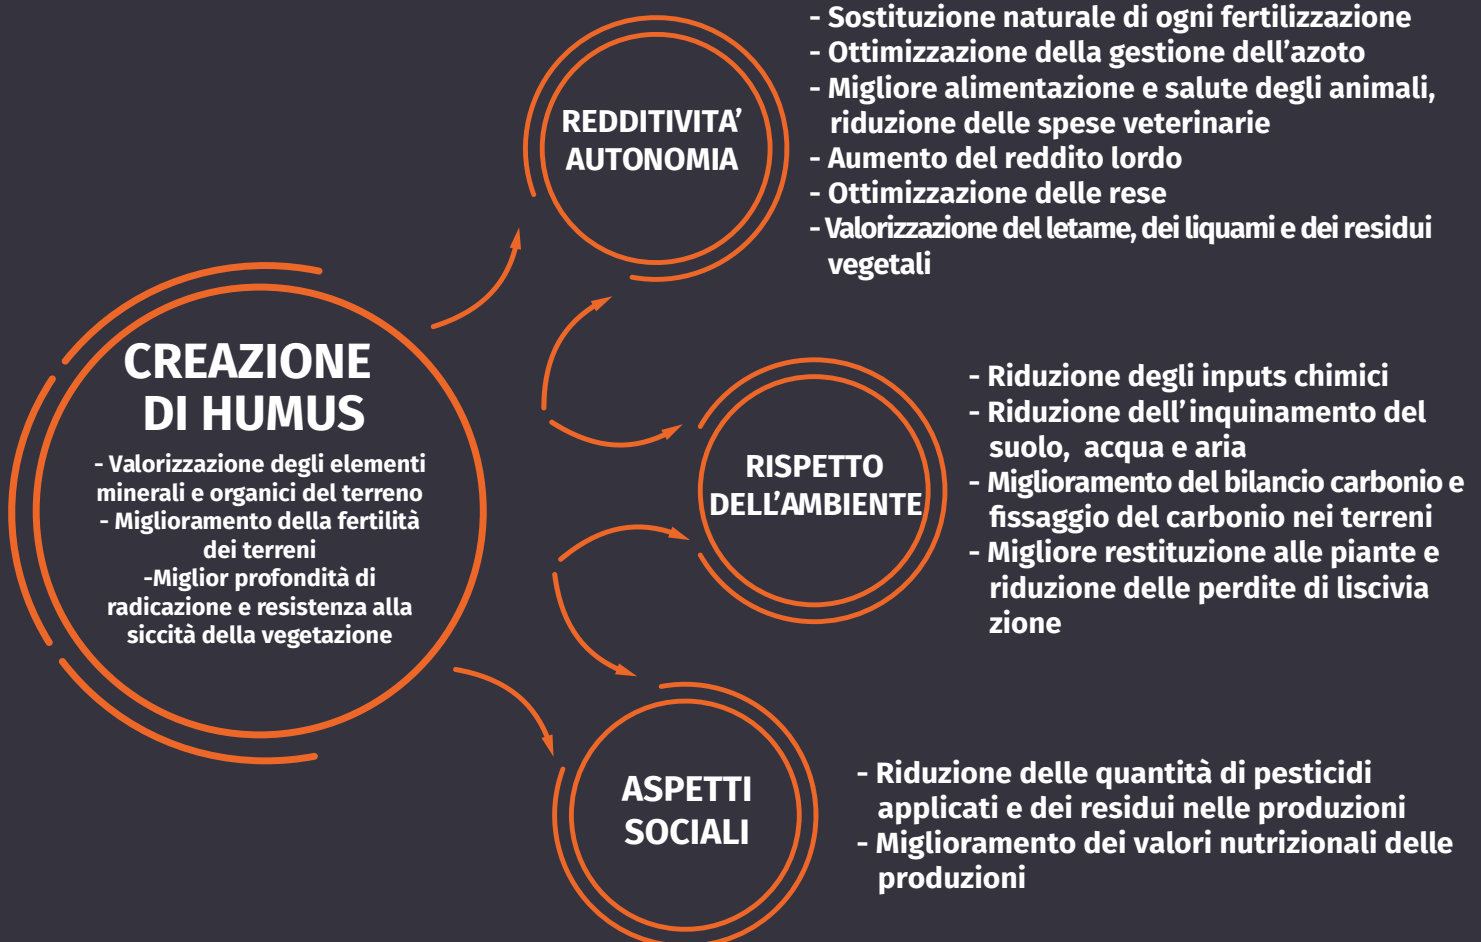 CREAZIONE
DI HUMUS
- Valorizzazione degli elementi
minerali e organici del terreno
- Miglioramento della fertilità
dei terreni
-Miglior profondità di
radicazione e resistenza alla
siccità della vegetazione
REDDITIVITA'
AUTONOMIA
- Sostituzione naturale di ogni fertilizzazione
- Ottimizzazione della gestione dell'azoto
- Migliore alimentazione e salute degli animali,
riduzione delle spese veterinarie
- Aumento del reddito lordo
- Ottimizzazione delle rese
- Valorizzazione del letame, dei liquami e dei residui
vegetali
RISPETTO
DELL'AMBIENTE
- Riduzione degli inputs chimici
- Riduzione dell'inquinamento del
suolo, acqua e aria
- Miglioramento del bilancio carbonio e
fissaggio del carbonio nei terreni
- Migliore restituzione alle piante e
riduzione delle perdite di liscivia
zione
ASPETTI
SOCIALI
- Riduzione delle quantità di pesticidi
applicati e dei residui nelle produzioni
- Miglioramento dei valori nutrizionali delle
produzioni